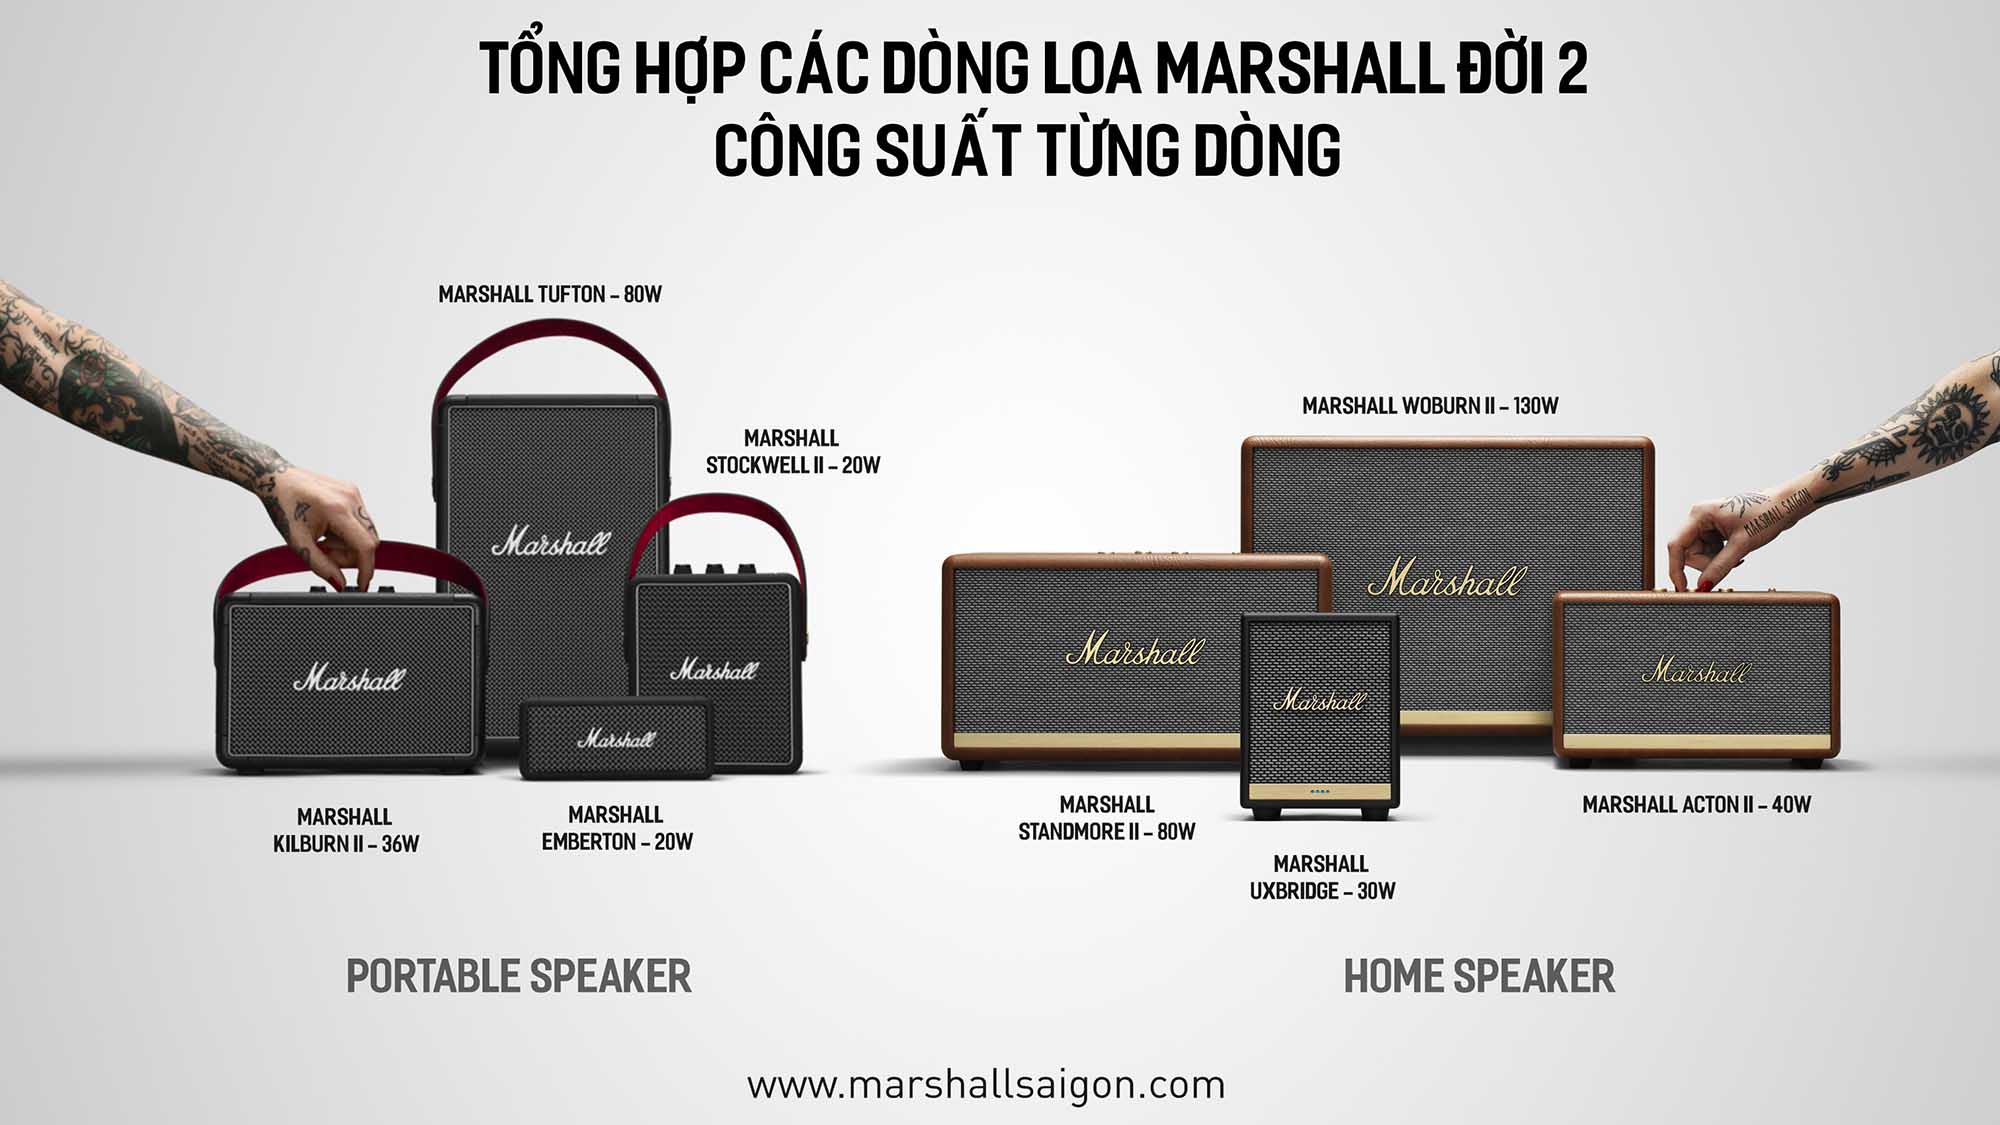 TỔNG HỢP CÁC DÒNG LOA MARSHALL ĐỜI 2
CÔNG SUẤT TỪNG DÒNG
MARSHALL TUFTON – 80W
MARSHALL
STOCKWELL II – 20W
Marshall
Marshall
Marshall
Marshall
MARSHALL
KILBURN II – 36W
MARSHALL
EMBERTON – 20W
PORTABLE SPEAKER
MARSHALL WOBURN II – 130W
MARSHALL SAIGON
Marshall
Marshall
Marshall
Marshall
MARSHALL
STANDMORE II – 80W
MARSHALL
UXBRIDGE – 30W
MARSHALL ACTON II – 40W
HOME SPEAKER
www.marshallsaigon.com